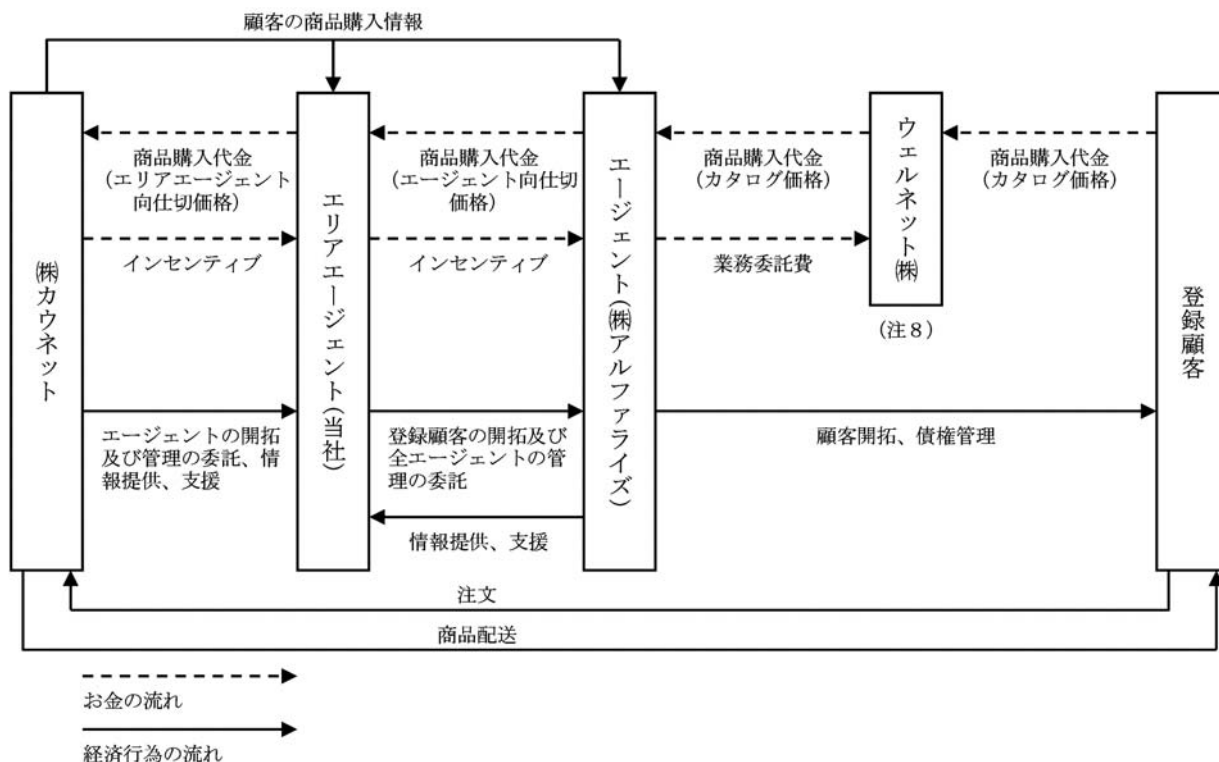 顧客の商品購入情報
㈱カウネット
エリアエージェント(当社)
エージェント(㈱アルファライズ)
ウェルネット㈱
登録顧客
商品購入代金
(エリアエージェント
向仕切価格)
商品購入代金
(エージェント向仕切
価格)
商品購入代金
(カタログ価格)
商品購入代金
(カタログ価格)
インセンティブ
インセンティブ
業務委託費
(注８)
エージェントの開拓
及び管理の委託、情
報提供、支援
登録顧客の開拓及び
全エージェントの管
理の委託
顧客開拓、債権管理
情報提供、支援
注文
商品配送
お金の流れ
経済行為の流れ